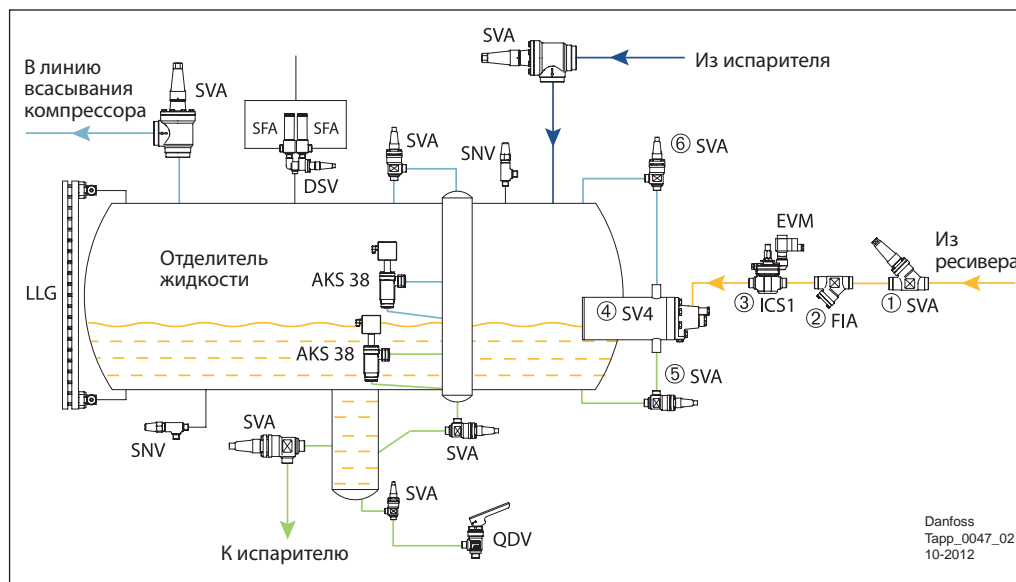 SVA
Из испарителя
В линию
всасывания
компрессора
SVA
SFA SFA
DSV
SVA
SNV
⑥ SVA
EVM
Из
ресивера
Отделитель
жидкости
LLG
AKS 38
④ SV4
③ ICS1
② FIA
① SVA
AKS 38
⑤ SVA
SNV
SVA
SVA
SVA
QDV
К испарителю
Danfoss
Tapp_0047_02
10-2012